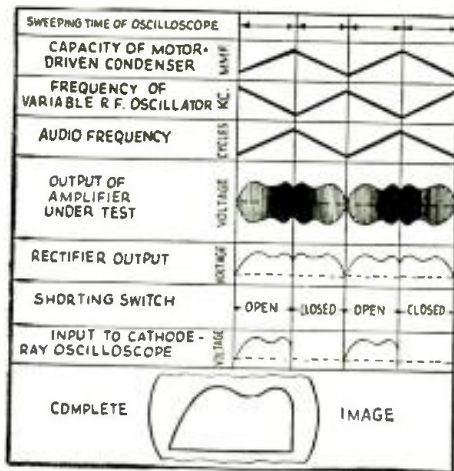 SWEEPING TIME OF OSCILLOSCOPE
CAPACITY OF MOTOR-
DRIVEN CONDENSER
MMF.
FREQUENCY OF
VARIABLE R.F. OSCILLATOR
KC.
AUDIO FREQUENCY
CYCLES
OUTPUT OF
AMPLIFIER
UNDER TEST
VOLTAGE
RECTIFIER OUTPUT
VOLTAGE
SHORTING SWITCH
OPEN
CLOSED
OPEN
CLOSED
INPUT TO CATHODE-
RAY OSCILLOSCOPE
VOLTAGE
COMPLETE
IMAGE